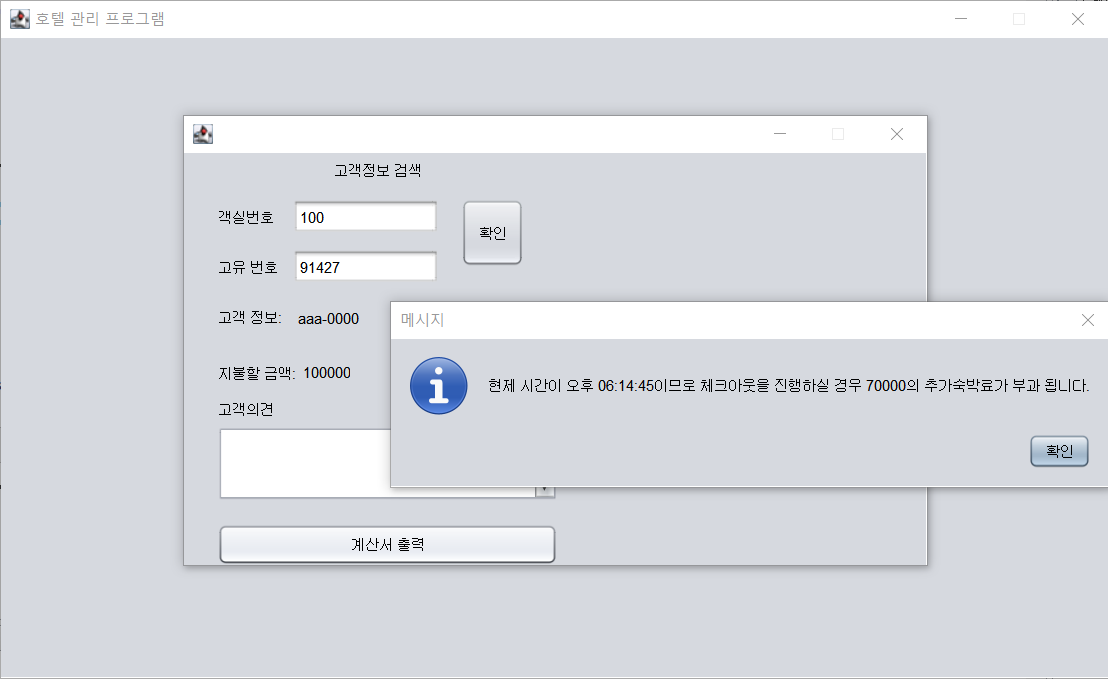 호텔 관리 프로그램
고객정보 검색
객실번호 100
확인
고유 번호 91427
고객 정보: aaa-0000
메시지
현제 시간이 오후 06:14:45이므로 체크아웃을 진행하실 경우 70000의 추가숙박료가 부과 됩니다.
확인
지불할 금액: 100000
고객의견
계산서 출력